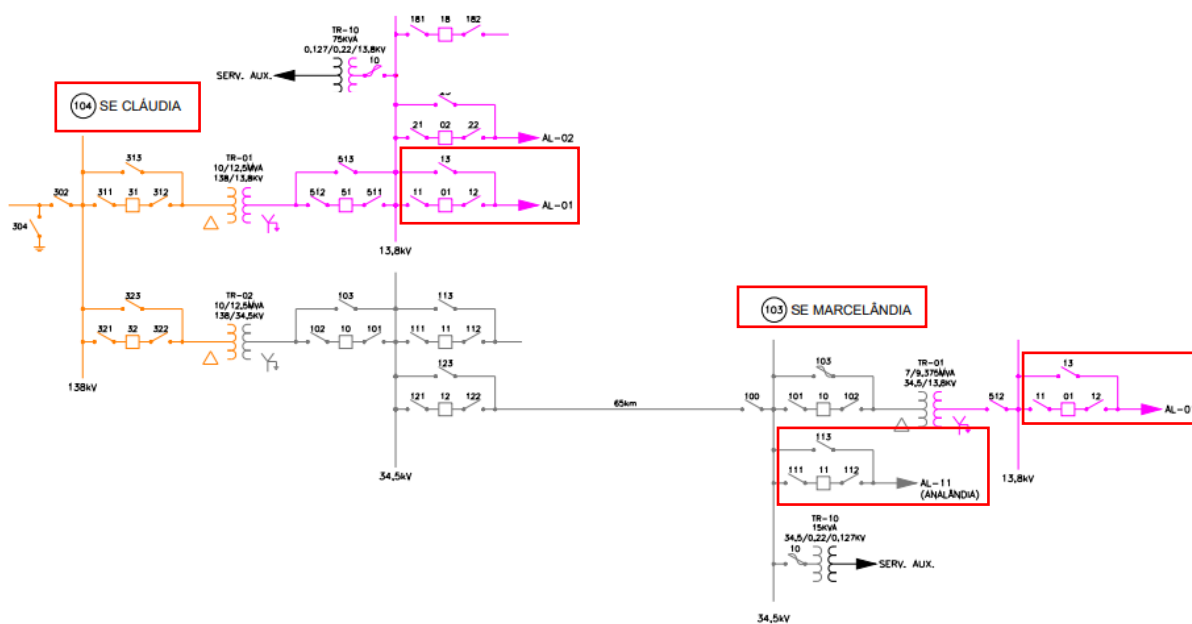 181 18 182
TR-10
75KVA
0,127/0,22/13,8KV
10
SERV. AUX.
104 SE CLÁUDIA
21 02 22
AL-02
313
TR-01
10/12,5MVA
138/13,8KV
513
13
302
311 31 312
512 51 511
11 01 12
AL-01
304
13,8kV
323
TR-02
10/12,5MVA
138/34,5KV
103
113
321 32 322
102 10 101
111 11 112
138kV
123
121 12 122
34,5kV
65km
103 SE MARCELÂNDIA
103
TR-01
7/9,375MVA
34,5/13,8KV
13
100
101 10 102
512
11 01 12
AL-0
113
111 11 112
AL-11
(ANALÂNDIA)
13,8kV
TR-10
15KVA
34,5/0,22/0,127KV
10
SERV. AUX.
34,5kV